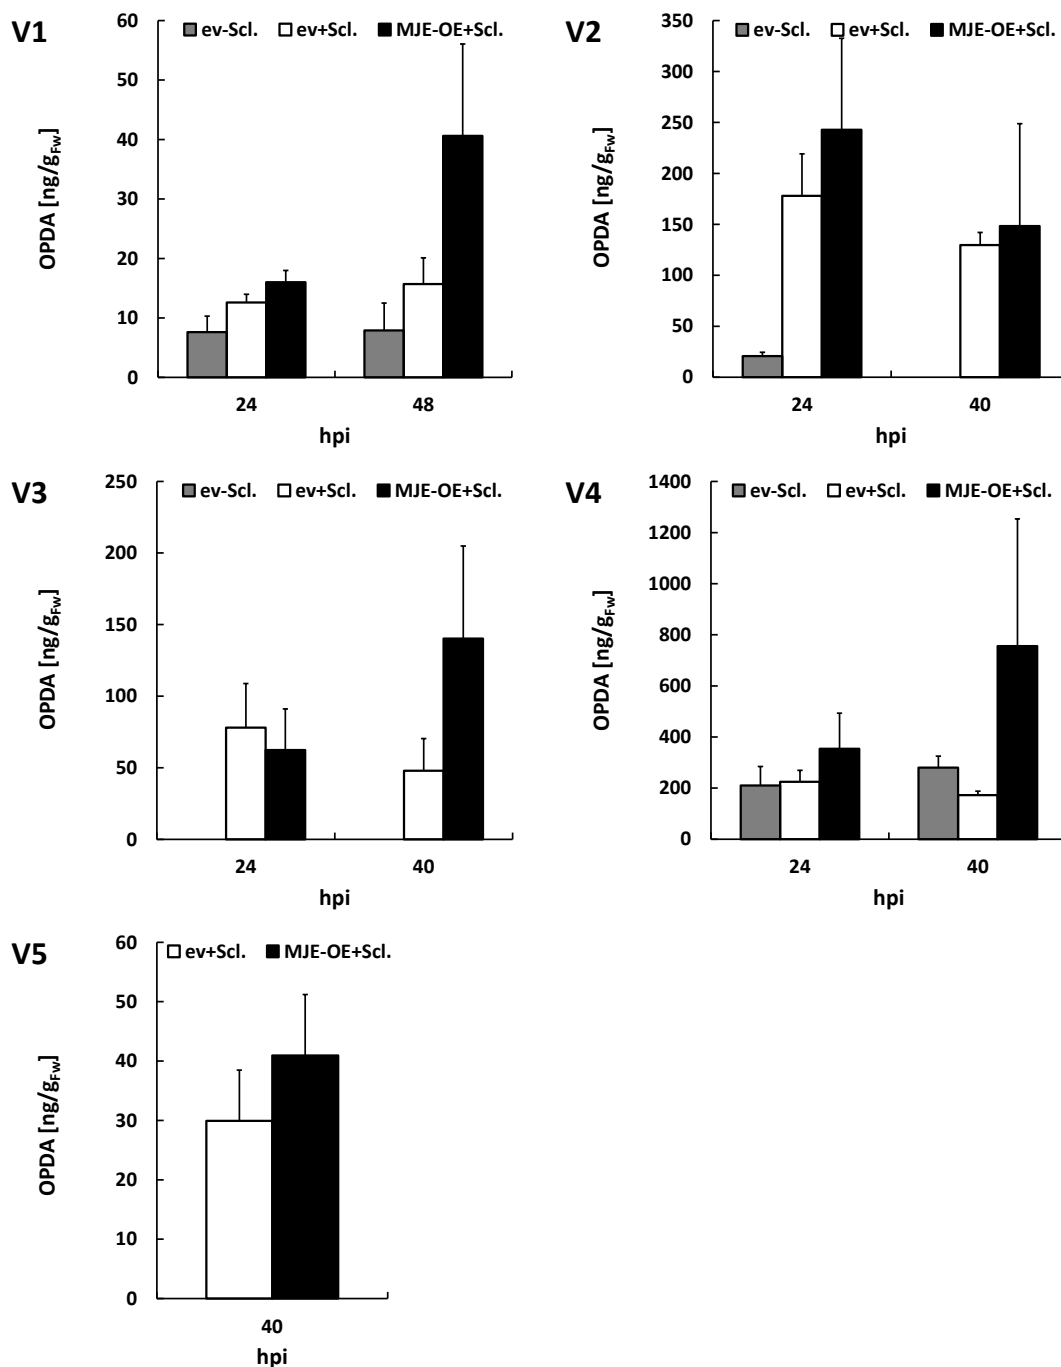 V1
ev-Scl. ev+Scl. MJE-OE+Scl.
OPDA [ng/gFw]
60
50
40
30
20
10
0
24 48
hpi
V2
ev-Scl. ev+Scl. MJE-OE+Scl.
OPDA [ng/gFw]
350
300
250
200
150
100
50
0
24 40
hpi
V3
ev-Scl. ev+Scl. MJE-OE+Scl.
OPDA [ng/gFw]
250
200
150
100
50
0
24 40
hpi
V4
ev-Scl. ev+Scl. MJE-OE+Scl.
OPDA [ng/gFw]
1400
1200
1000
800
600
400
200
0
24 40
hpi
V5
ev+Scl. MJE-OE+Scl.
OPDA [ng/gFw]
60
50
40
30
20
10
0
40
hpi